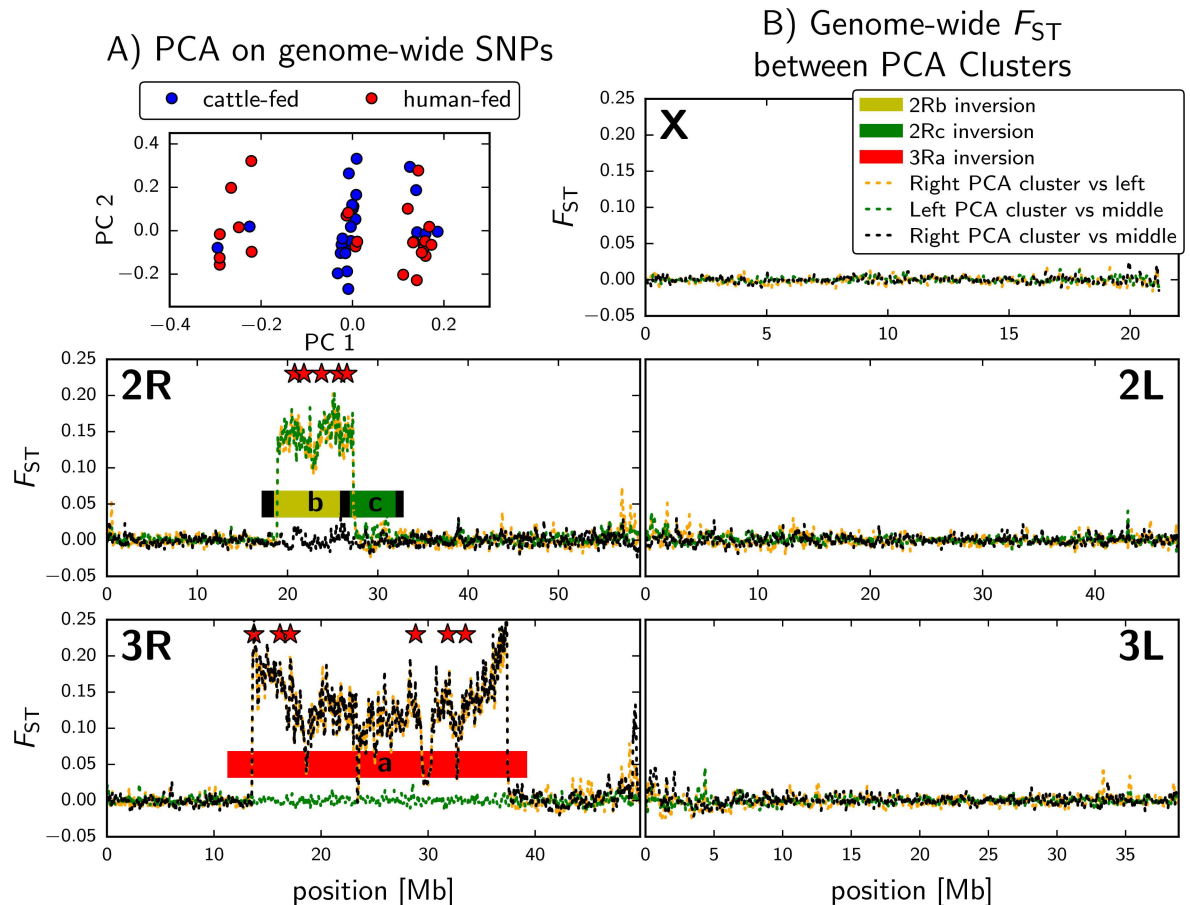 A) PCA on genome-wide SNPs
cattle-fed
human-fed
PC 2
0.4
0.2
0.0
−0.2
−0.4
−0.2
0.0
0.2
PC 1
B) Genome-wide FST
between PCA Clusters
X
2Rb inversion
2Rc inversion
3Ra inversion
Right PCA cluster vs left
Left PCA cluster vs middle
Right PCA cluster vs middle
FST
0.25
0.20
0.15
0.10
0.05
0.00
−0.05
0
5
10
15
20
2R
b
c
FST
0.25
0.20
0.15
0.10
0.05
0.00
−0.05
0
10
20
30
40
50
2L
0
10
20
30
40
3R
a
FST
0.25
0.20
0.15
0.10
0.05
0.00
−0.05
0
10
20
30
40
position [Mb]
3L
0
5
10
15
20
25
30
35
position [Mb]